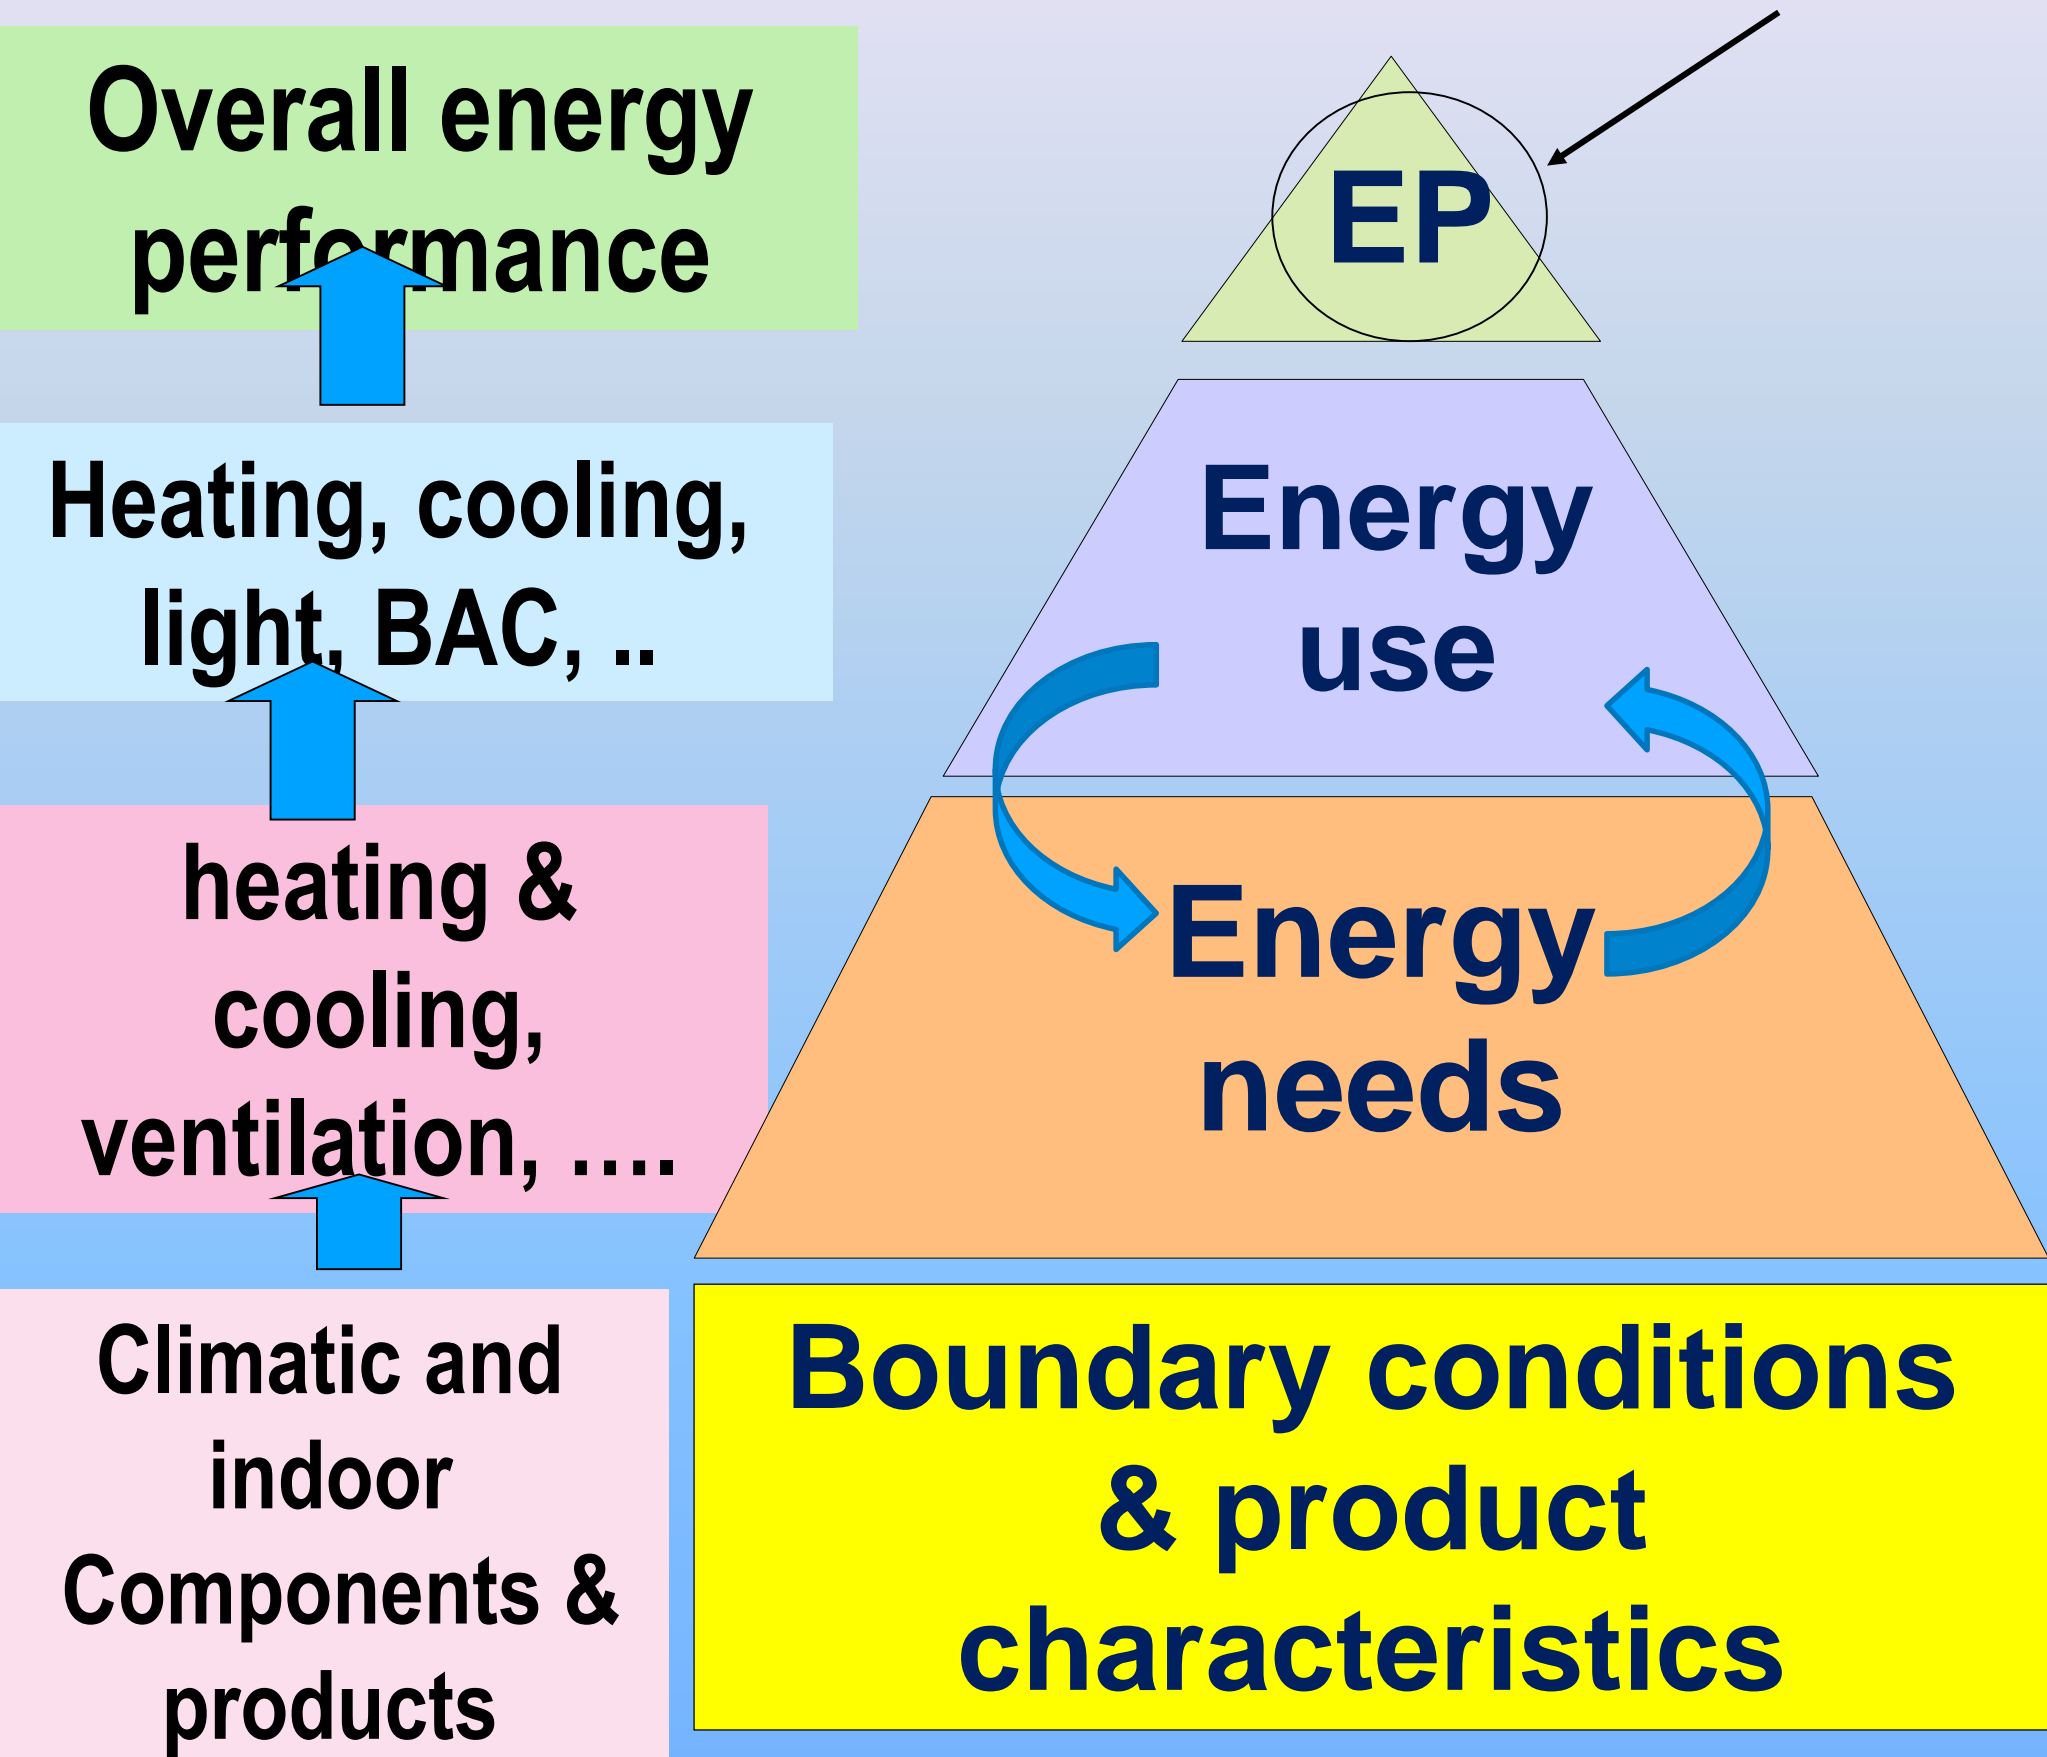 Overall energy
performance
EP
Heating, cooling,
light, BAC, ..
Energy
use
heating &
cooling,
ventilation, ....
Energy
needs
Climatic and
indoor
Components &
products
Boundary conditions
& product
characteristics